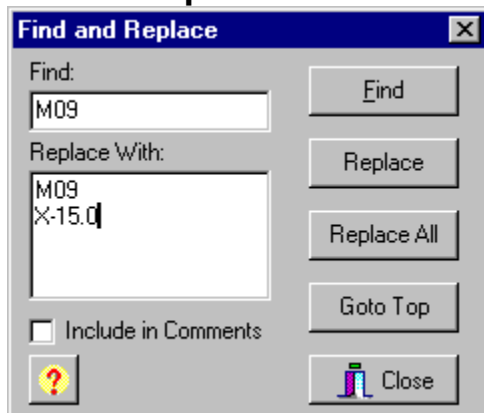 Find and Replace
Find:
M09
Find
Replace With:
M09
X-15.0
Replace
Replace All
Goto Top
Include in Comments
?
Close